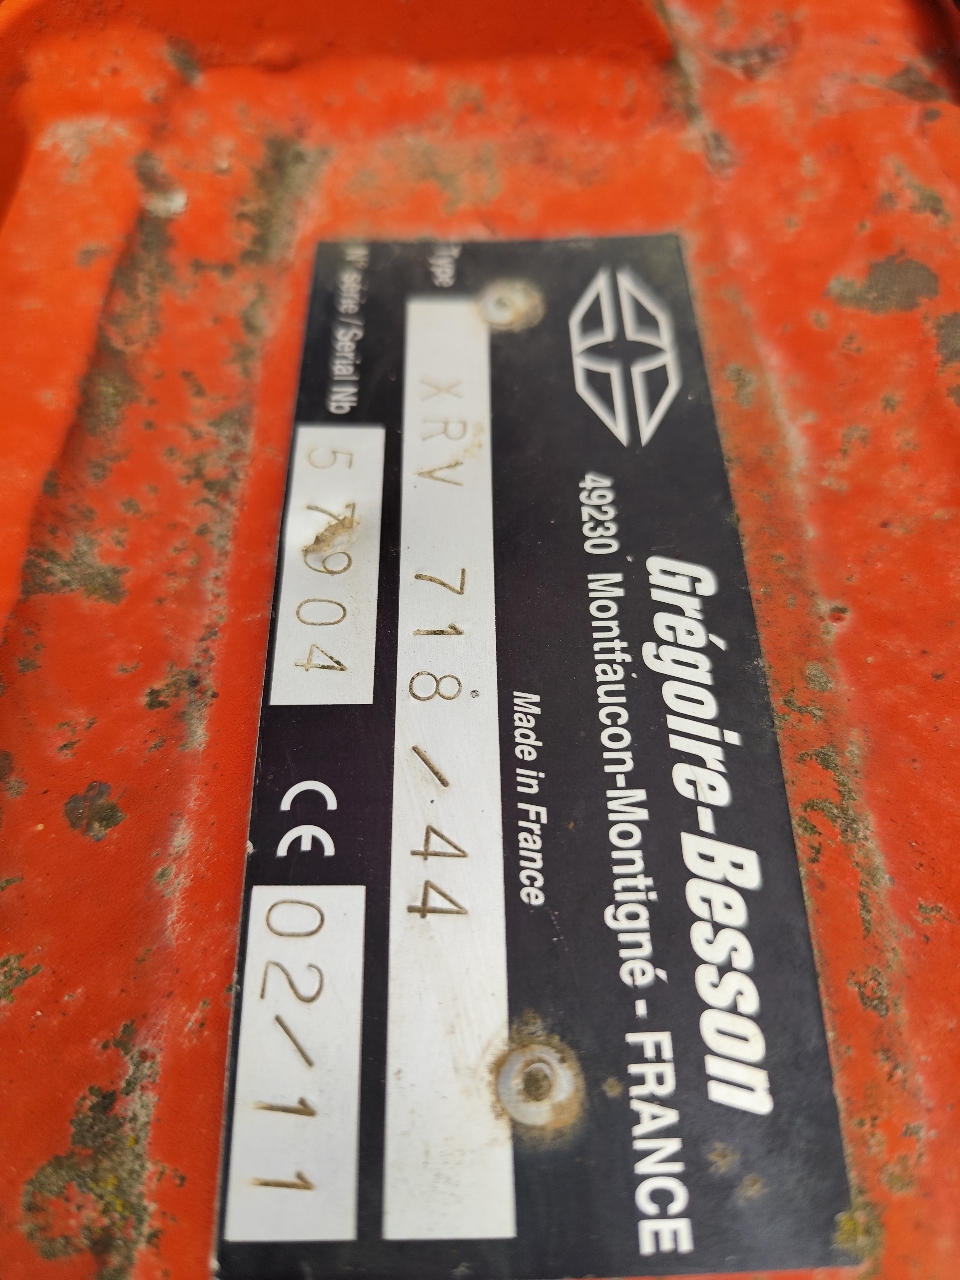 Grégoire-Besson
49230 Montfaucon-Montigné - FRANCE
Made in France
Type XRV 718/44
N° série / Serial Nb 57904 CE 02/11